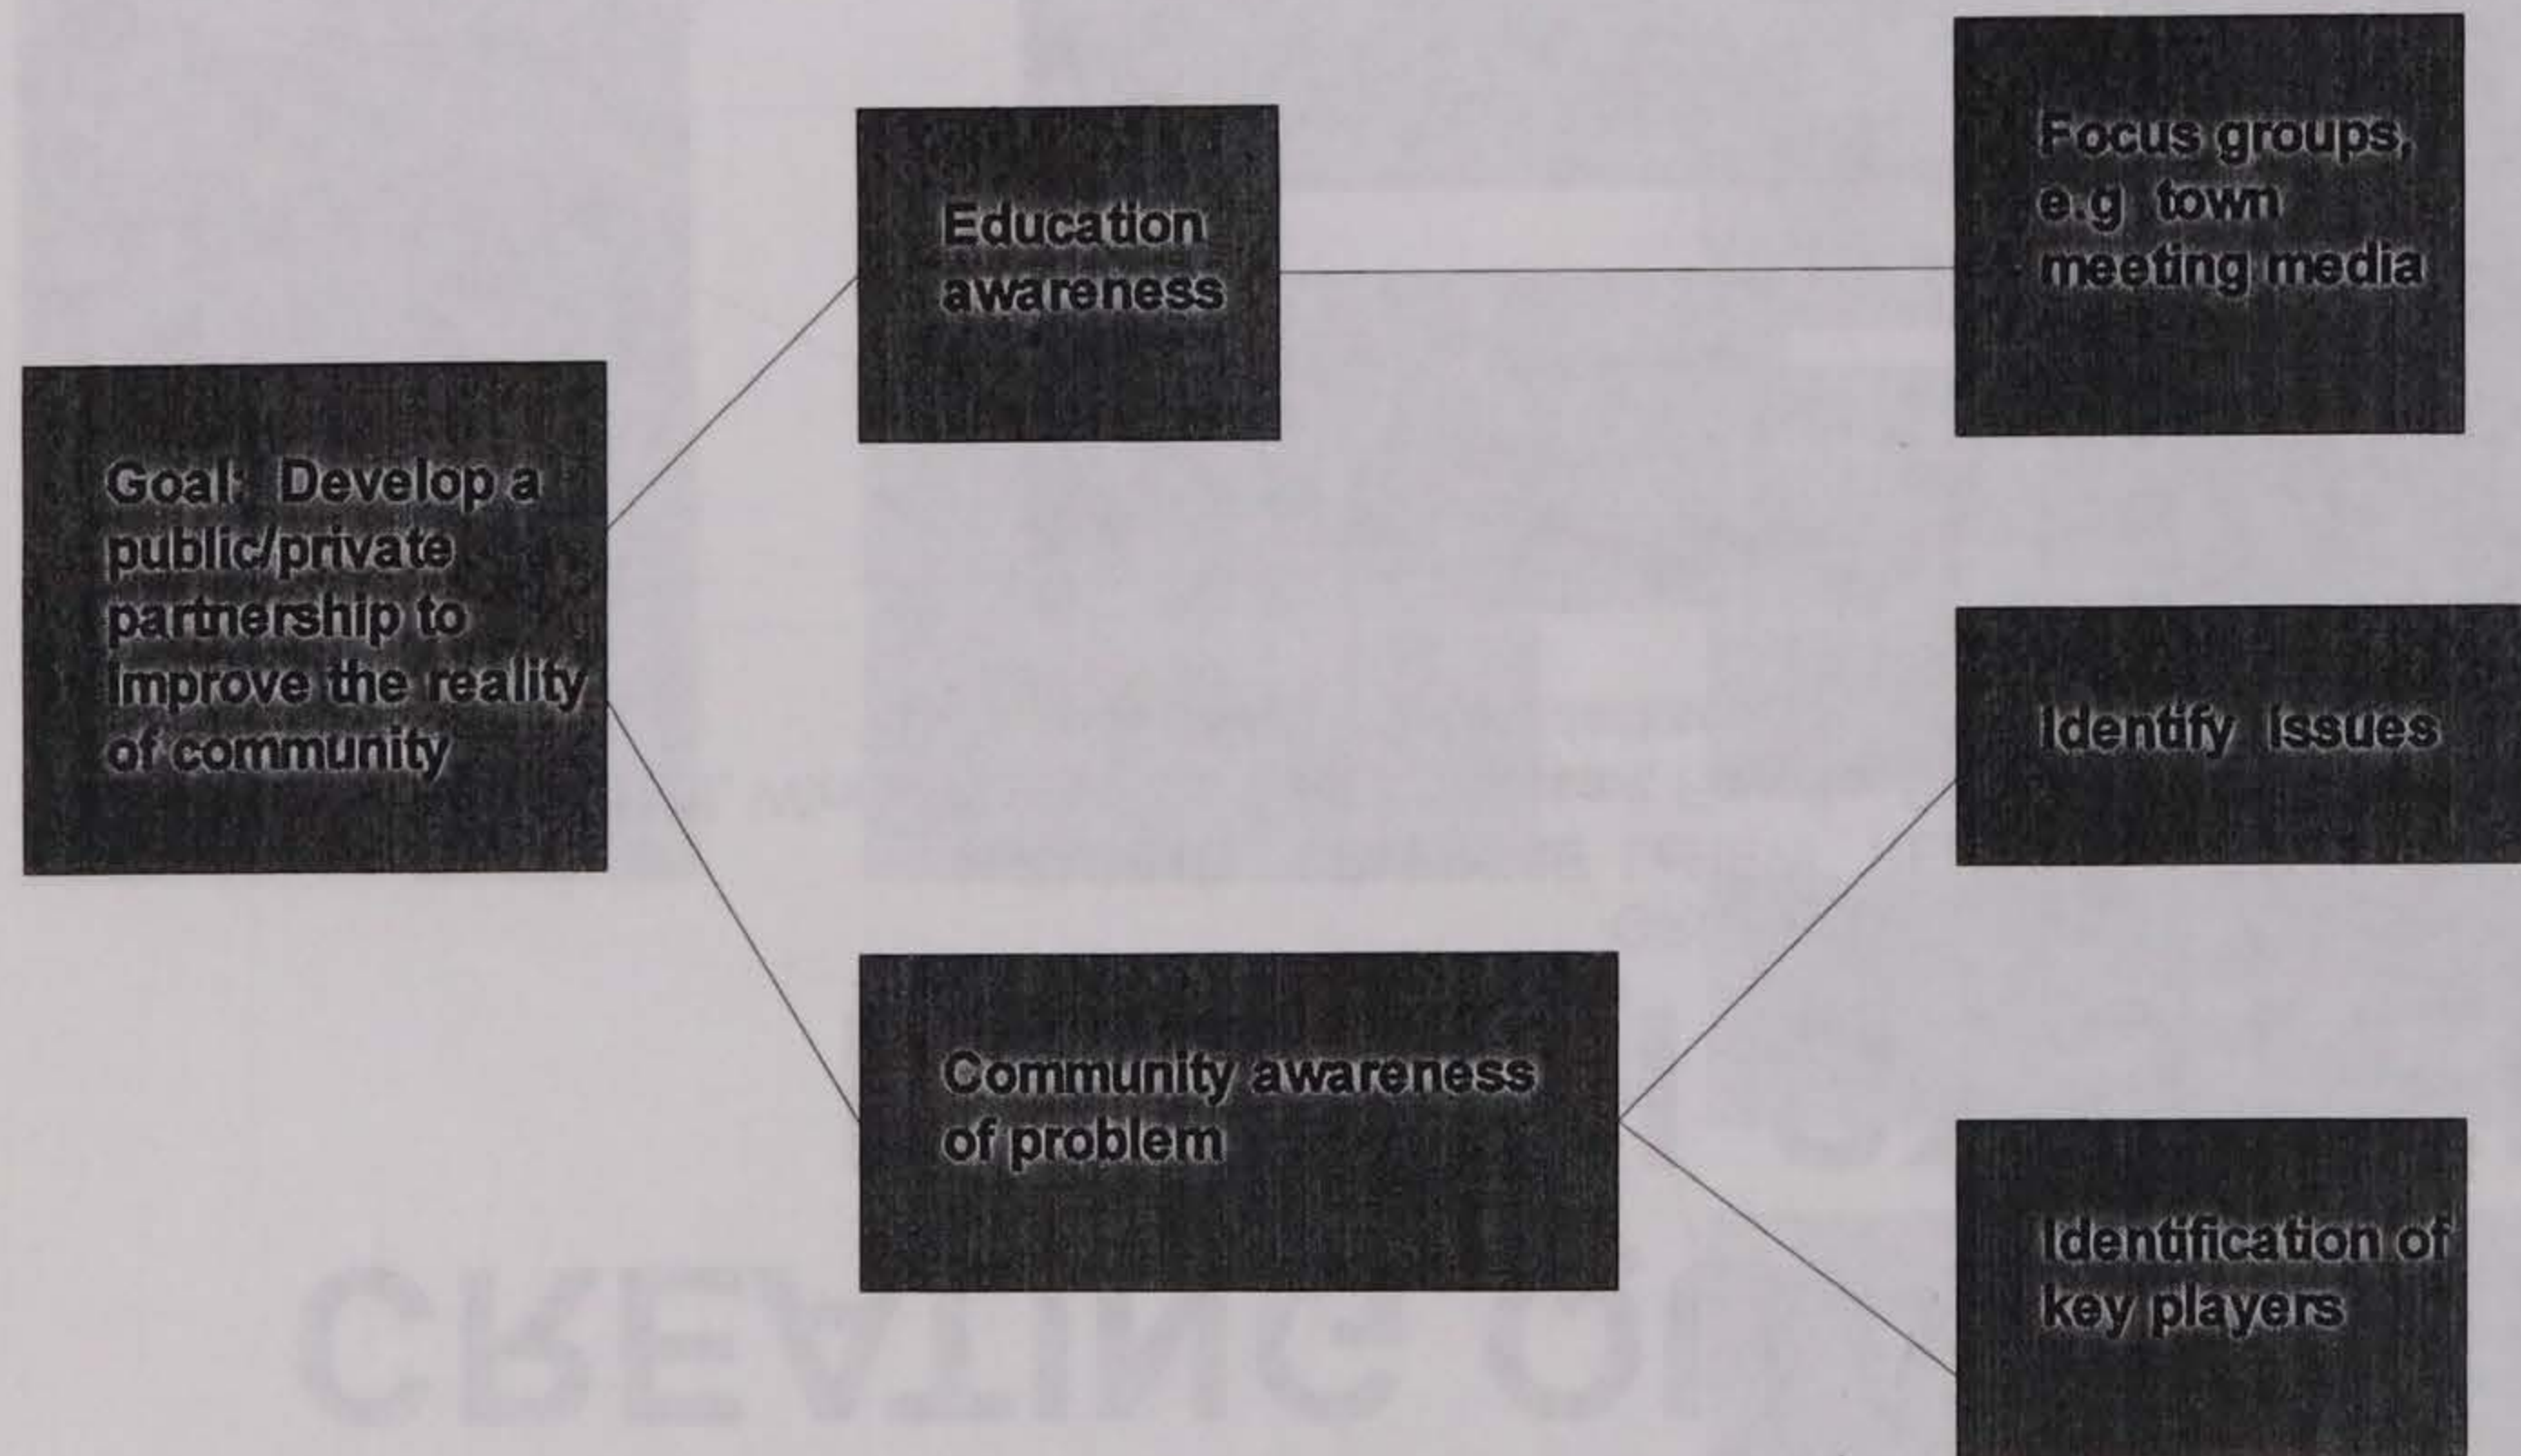 Focus groups,
e.g town
meeting media
Education
awareness
Goal: Develop a
public/private
partnership to
improve the reality
of community
Identify issues
Community awareness
of problem
Identification of
key players
CREATING